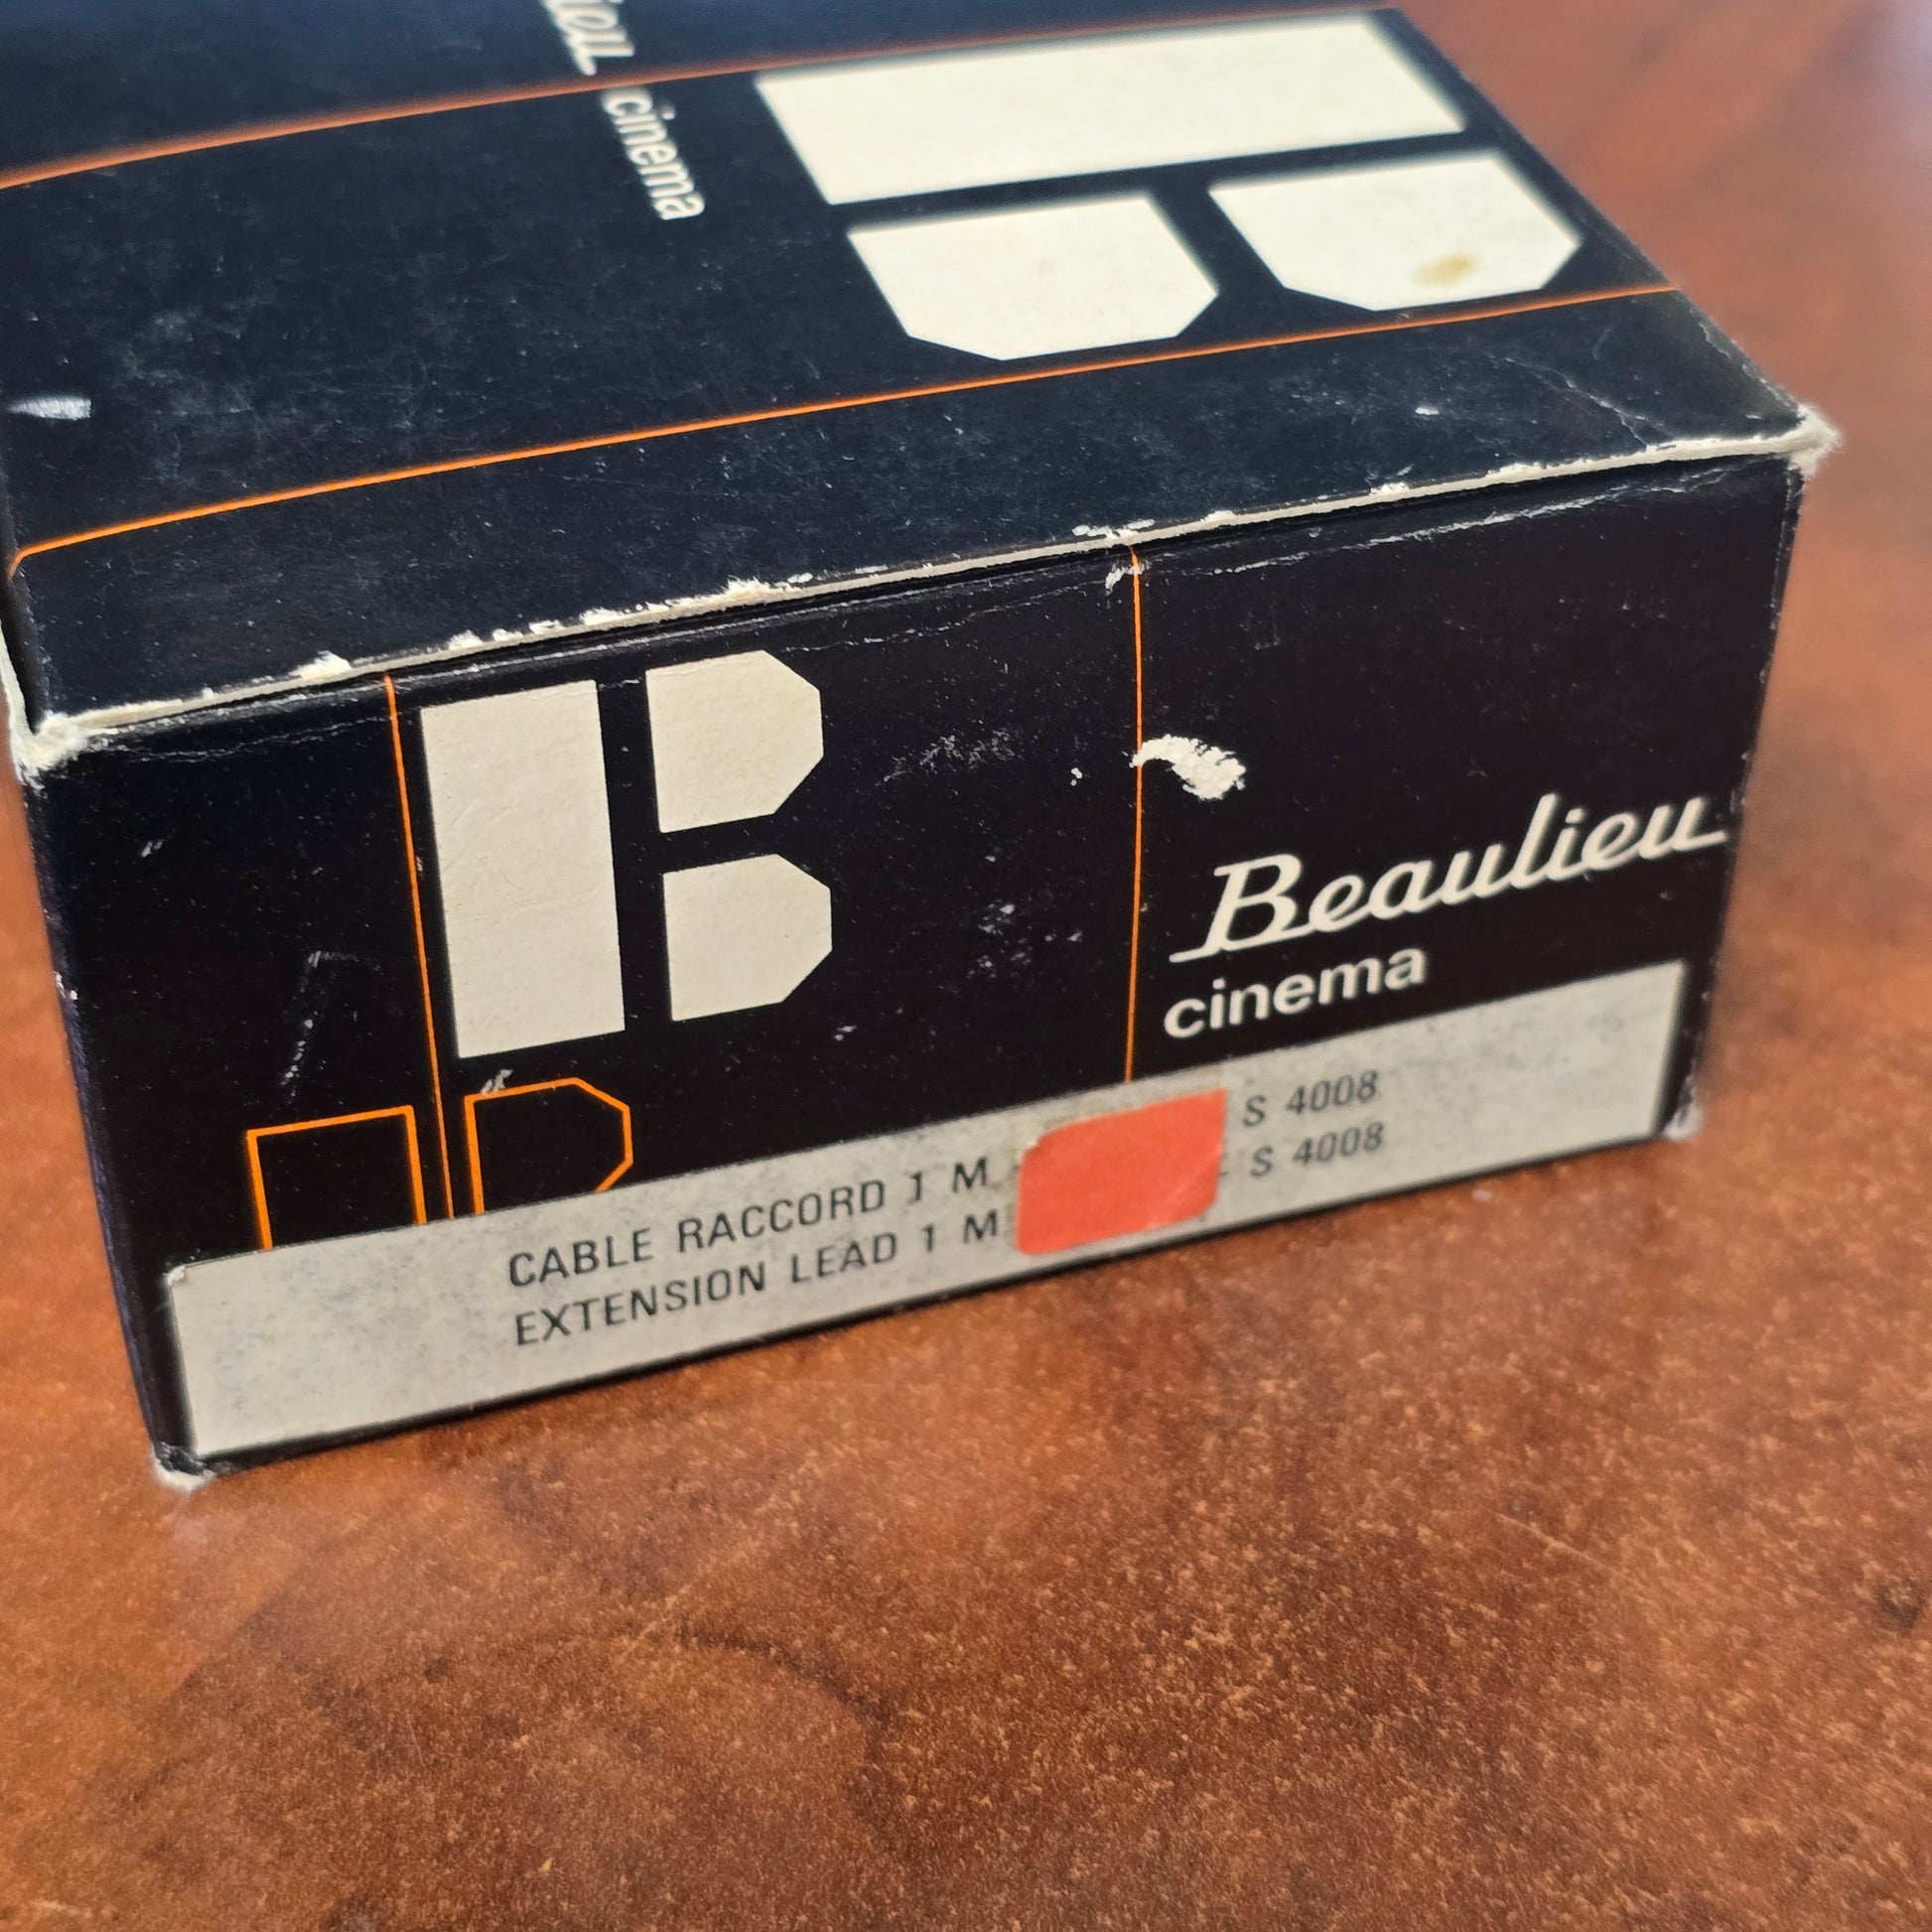 cinema
B
Beaulieu
cinema
CABLE RACCORD 1 M - S 4008
EXTENSION LEAD 1 M - S 4008